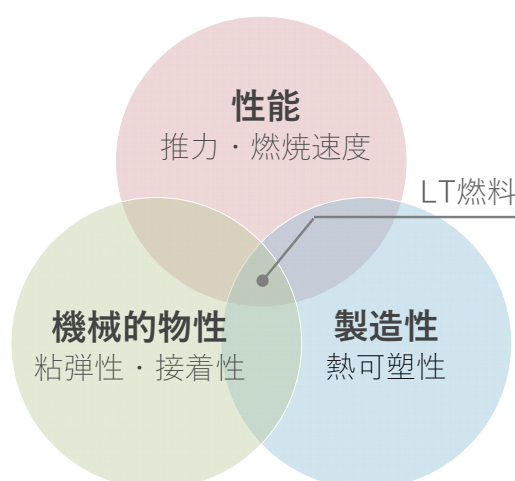 性能
推力・燃焼速度
LT燃料
機械的物性
粘弾性・接着性
製造性
熱可塑性